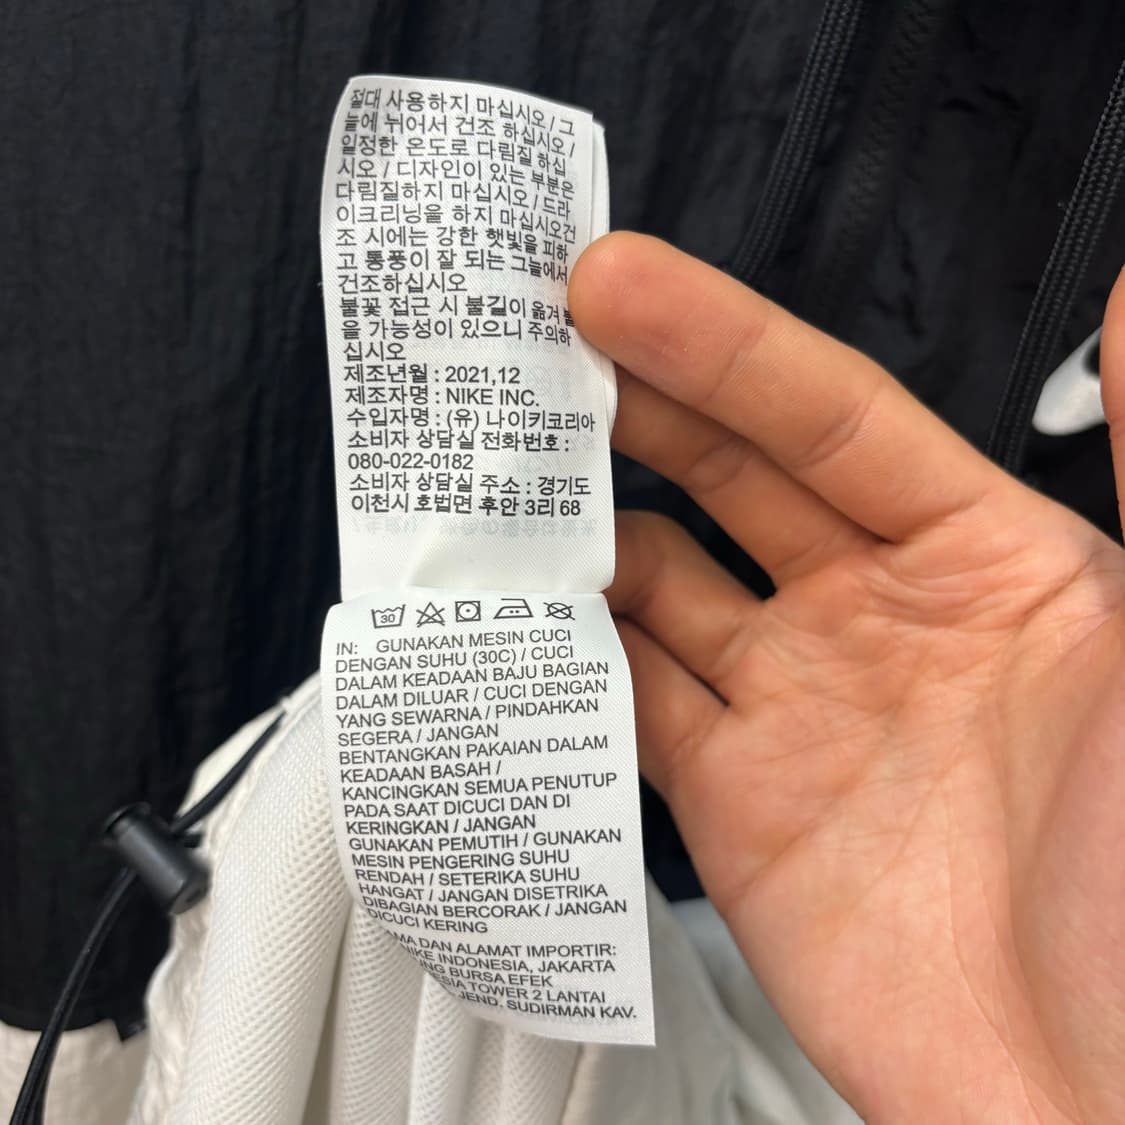 절대 사용하지 마십시오 / 그
늘에 뉘어서 건조 하십시오 /
일정한 온도로 다림질 하십
시오 / 디자인이 있는 부분은
다림질하지 마십시오 / 드라
이크리닝을 하지 마십시오건
조 시에는 강한 햇빛을 피하
고 통풍이 잘 되는 그늘에서
건조하십시오
불꽃 접근 시 불길이 옮겨 붙
을 가능성이 있으니 주의하
십시오
제조년월 : 2021,12
제조자명 : NIKE INC.
수입자명 : (유) 나이키코리아
소비자 상담실 전화번호 :
080-022-0182
소비자 상담실 주소 : 경기도
이천시 호법면 후안 3리 68
30
IN: GUNAKAN MESIN CUCI
DENGAN SUHU (30C) / CUCI
DALAM KEADAAN BAJU BAGIAN
DALAM DILUAR / CUCI DENGAN
YANG SEWARNA / PINDAHKAN
SEGERA / JANGAN
BENTANGKAN PAKAIAN DALAM
KEADAAN BASAH /
KANCINGKAN SEMUA PENUTUP
PADA SAAT DICUCI DAN DI
KERINGKAN / JANGAN
GUNAKAN PEMUTIH / GUNAKAN
MESIN PENGERING SUHU
RENDAH / SETERIKA SUHU
HANGAT / JANGAN DISETRIKA
DIBAGIAN BERCORAK / JANGAN
DICUCI KERING
DAN ALAMAT IMPORTIR:
NIKE INDONESIA, JAKARTA
BURSA EFEK
TOWER 2 LANTAI
JEND. SUDIRMAN KAV.